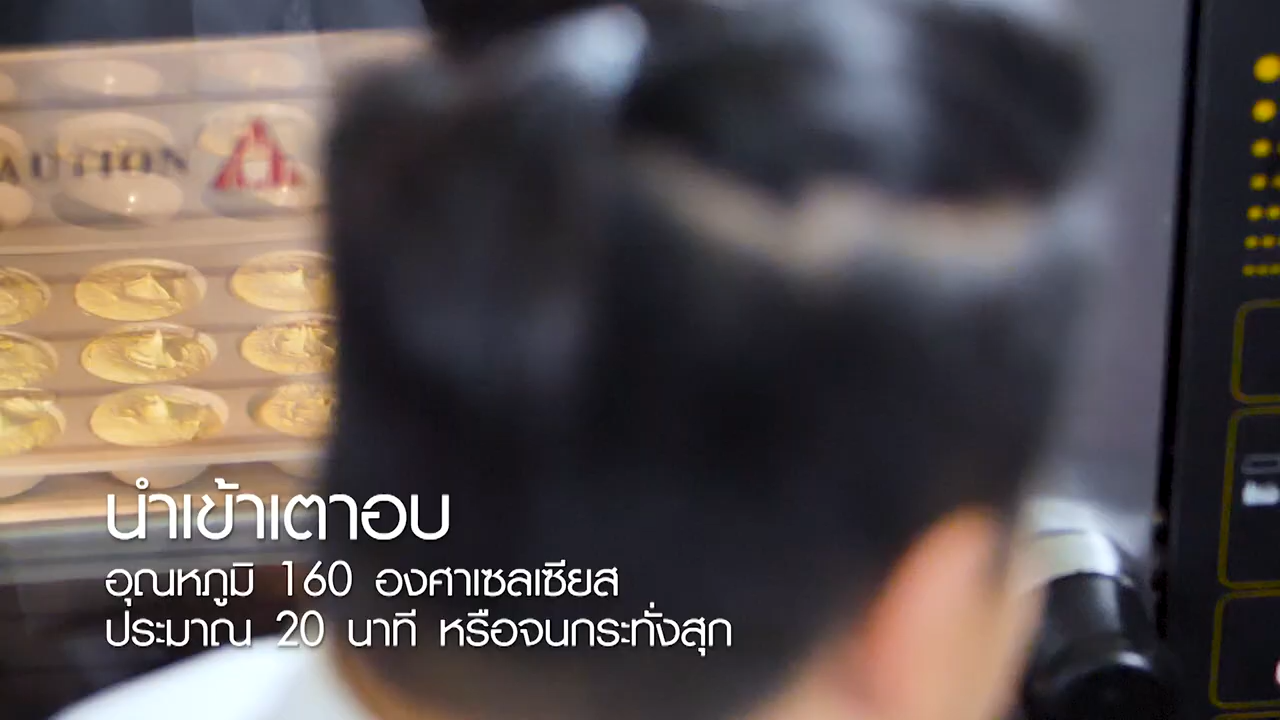 CAUTION
นำเข้าเตาอบ
อุณหภูมิ 160 องศาเซลเซียส
ประมาณ 20 นาที หรือจนกระทั่งสุก